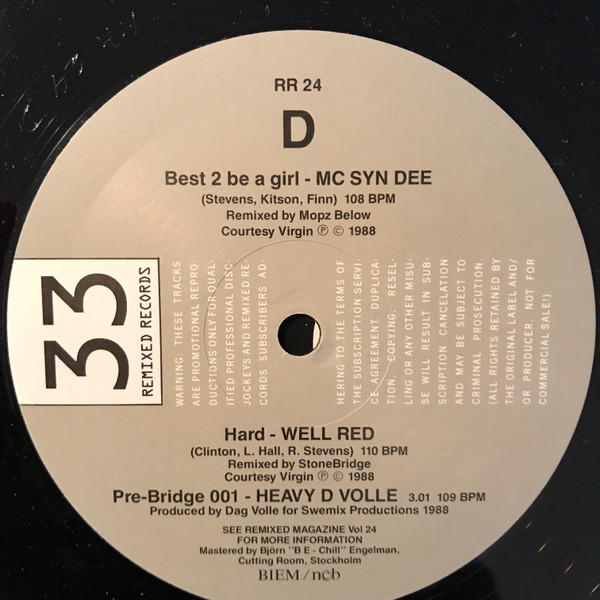 RR 24
D
Best 2 be a girl - MC SYN DEE
(Stevens, Kitson, Finn) 108 BPM
Remixed by Mopz Below
Courtesy Virgin ℗ © 1988
33
REMIXED RECORDS
WARNING: THESE TRACKS
ARE PROMOTIONAL REPRO-
DUCTIONS ONLY FOR QUAL-
IFIED PROFESSIONAL DISC-
JOCKEYS AND REMIXED RE-
CORDS SUBSCRIBERS AD-
HERING TO THE TERMS OF
THE SUBSCRIPTION SERVI-
CE AGREEMENT. DUPLICA-
TION, COPYING, RESEL-
LING OR ANY OTHER MISU-
SE WILL RESULT IN SUB-
SCRIPTION CANCELATION
AND MAY BE SUBJECT TO
CRIMINAL PROSECUTION.
(ALL RIGHTS RETAINED BY
THE ORIGINAL LABEL AND/
OR PRODUCER, NOT FOR
COMMERCIAL SALE!)
Hard - WELL RED
(Clinton, L. Hall, R. Stevens) 110 BPM
Remixed by StoneBridge
Courtesy Virgin ℗ © 1988
Pre-Bridge 001 - HEAVY D VOLLE 3.01 109 BPM
Produced by Dag Volle for Swemix Productions 1988
SEE REMIXED MAGAZINE Vol 24
FOR MORE INFORMATION
Mastered by Björn "B E - Chill" Engelman,
Cutting Room, Stockholm
BIEM/ncb